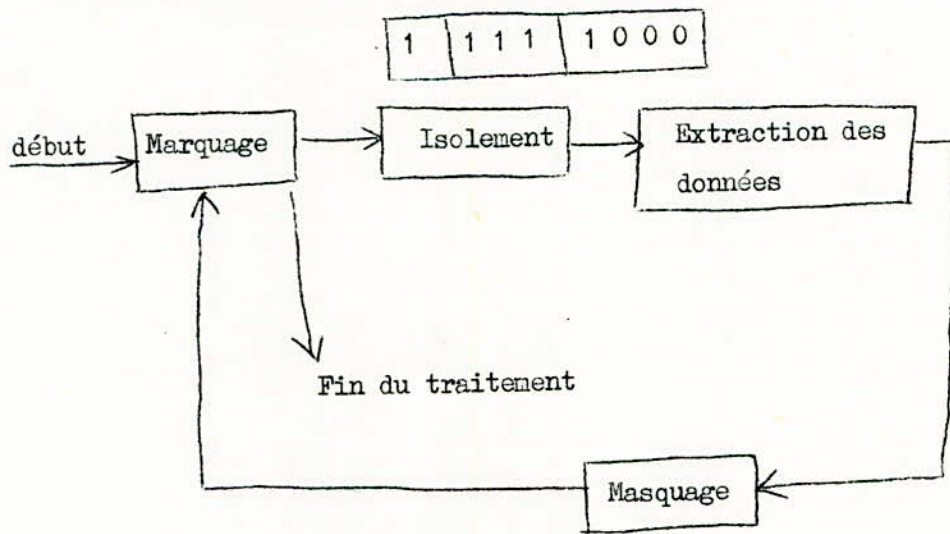 1 111 1000
début
Marquage
Isolement
Extraction des
données
Fin du traitement
Masquage